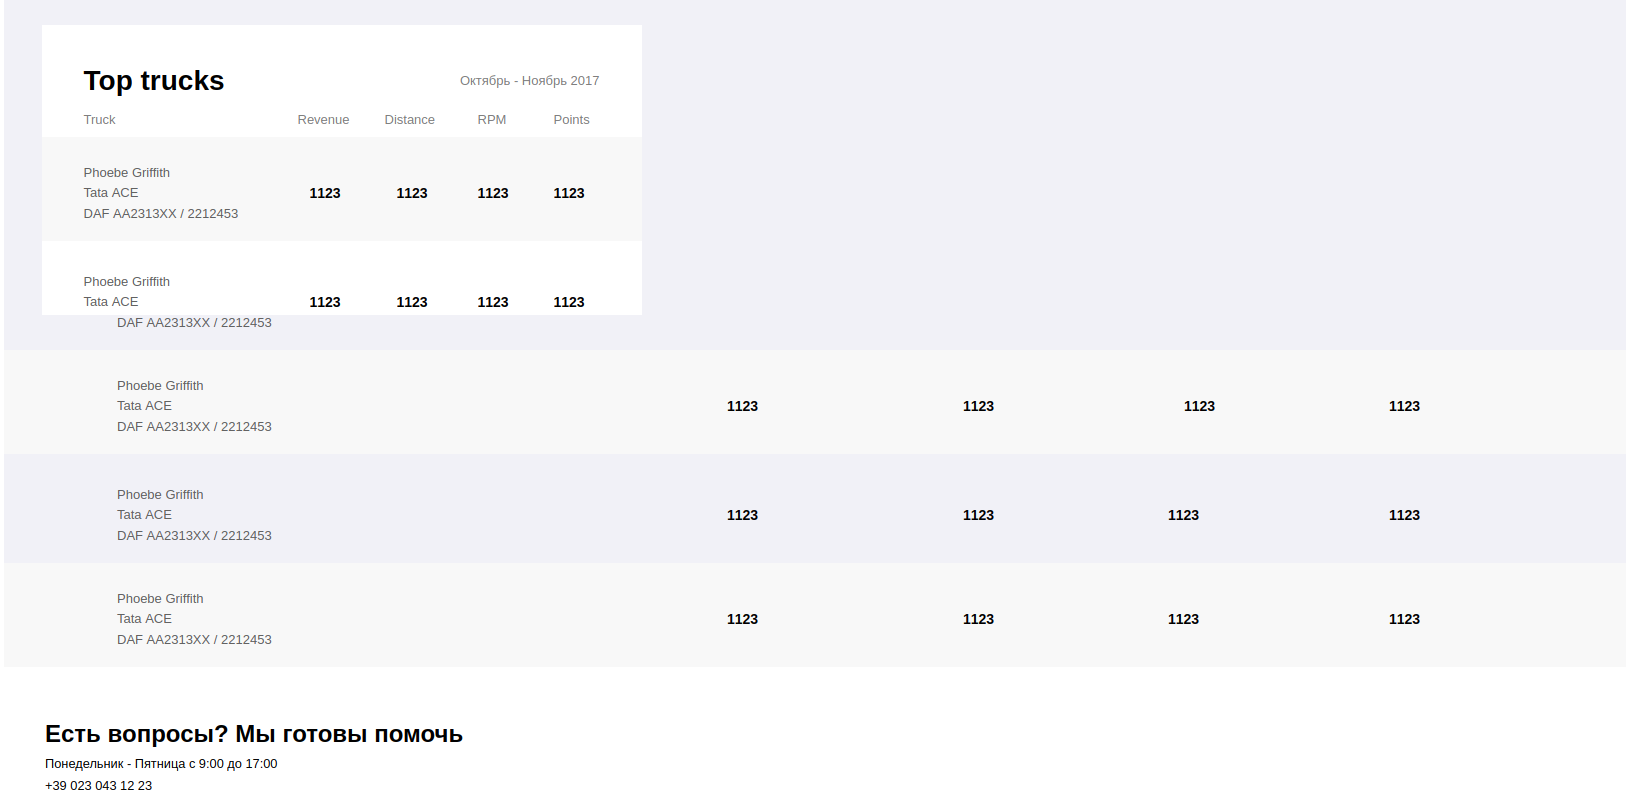 Top trucks
Октябрь - Ноябрь 2017
Truck Revenue Distance RPM Points
Phoebe Griffith
Tata ACE 1123 1123 1123 1123
DAF AA2313XX / 2212453
Phoebe Griffith
Tata ACE 1123 1123 1123 1123
DAF AA2313XX / 2212453
Phoebe Griffith
Tata ACE 1123 1123 1123 1123
DAF AA2313XX / 2212453
Phoebe Griffith
Tata ACE 1123 1123 1123 1123
DAF AA2313XX / 2212453
Phoebe Griffith
Tata ACE 1123 1123 1123 1123
DAF AA2313XX / 2212453
Есть вопросы? Мы готовы помочь
Понедельник - Пятница с 9:00 до 17:00
+39 023 043 12 23